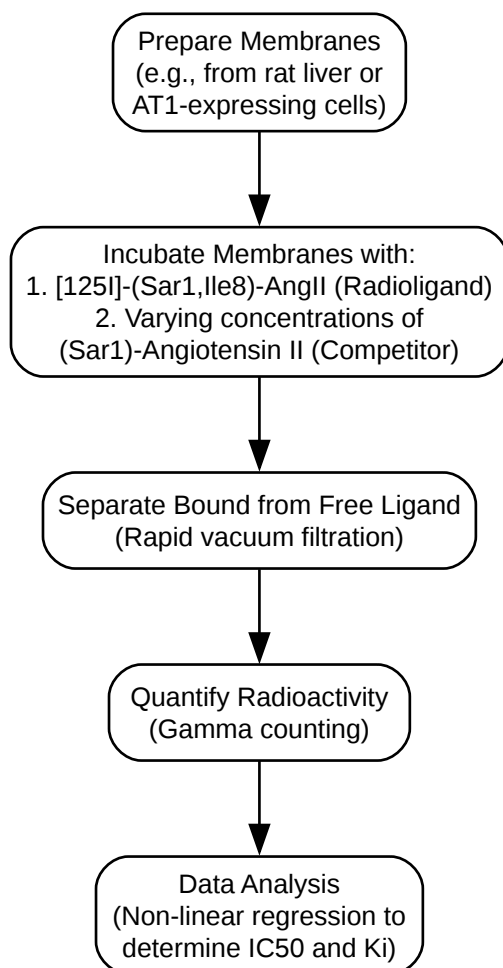 Prepare Membranes
(e.g., from rat liver or
AT1-expressing cells)
Incubate Membranes with:
1. [125I]-(Sar1,Ile8)-AngII (Radioligand)
2. Varying concentrations of
(Sar1)-Angiotensin II (Competitor)
Separate Bound from Free Ligand
(Rapid vacuum filtration)
Quantify Radioactivity
(Gamma counting)
Data Analysis
(Non-linear regression to
determine IC50 and Ki)